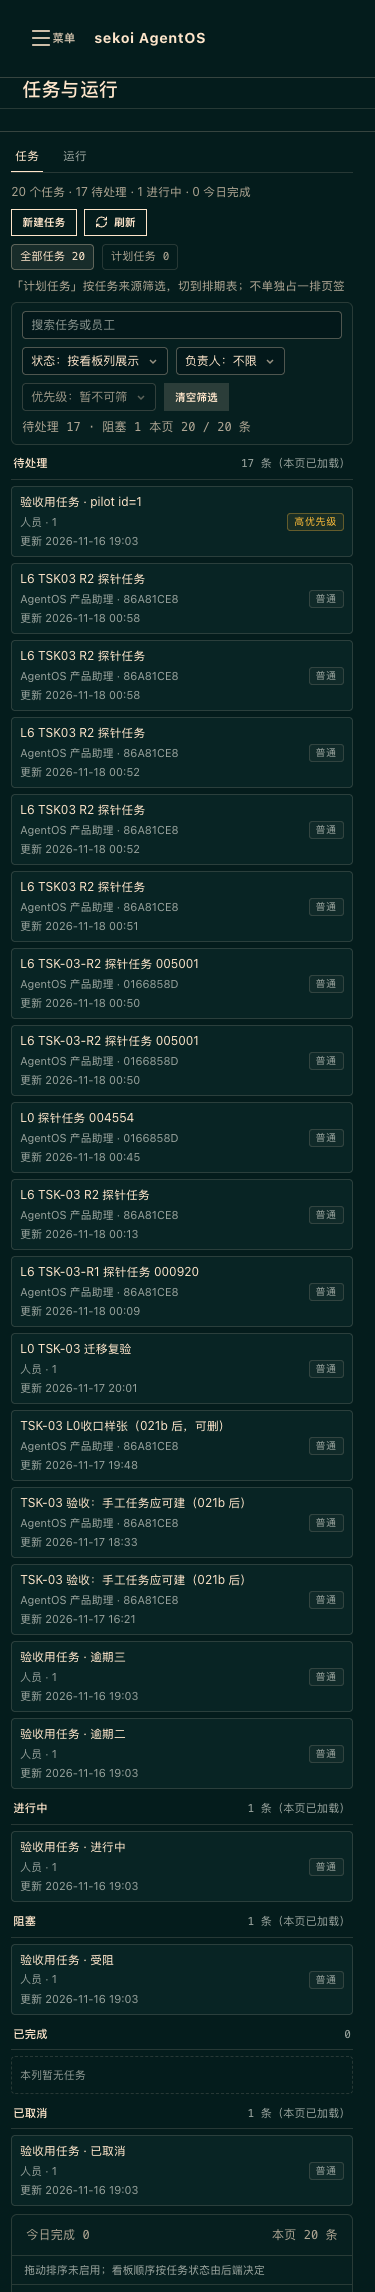 菜单 sekoi AgentOS
任务与运行
任务 运行
20 个任务 · 17 待处理 · 1 进行中 · 0 今日完成
新建任务 刷新
全部任务 20 计划任务 0
「计划任务」按任务来源筛选，切到排期表；不单独占一排页签
搜索任务或员工
状态：按看板列展示 负责人：不限
优先级：暂不可筛 清空筛选
待处理 17 · 阻塞 1 本页 20 / 20 条
待处理 17 条（本页已加载）
验收用任务 · pilot id=1
人员 · 1 高优先级
更新 2026-11-16 19:03
L6 TSK03 R2 探针任务
AgentOS 产品助理 · 86A81CE8 普通
更新 2026-11-18 00:58
L6 TSK03 R2 探针任务
AgentOS 产品助理 · 86A81CE8 普通
更新 2026-11-18 00:58
L6 TSK03 R2 探针任务
AgentOS 产品助理 · 86A81CE8 普通
更新 2026-11-18 00:52
L6 TSK03 R2 探针任务
AgentOS 产品助理 · 86A81CE8 普通
更新 2026-11-18 00:52
L6 TSK03 R2 探针任务
AgentOS 产品助理 · 86A81CE8 普通
更新 2026-11-18 00:51
L6 TSK-03-R2 探针任务 005001
AgentOS 产品助理 · 0166858D 普通
更新 2026-11-18 00:50
L6 TSK-03-R2 探针任务 005001
AgentOS 产品助理 · 0166858D 普通
更新 2026-11-18 00:50
L0 探针任务 004554
AgentOS 产品助理 · 0166858D 普通
更新 2026-11-18 00:45
L6 TSK-03 R2 探针任务
AgentOS 产品助理 · 86A81CE8 普通
更新 2026-11-18 00:13
L6 TSK-03-R1 探针任务 000920
AgentOS 产品助理 · 86A81CE8 普通
更新 2026-11-18 00:09
L0 TSK-03 迁移复验
人员 · 1 普通
更新 2026-11-17 20:01
TSK-03 L0收口样张（021b 后，可删）
AgentOS 产品助理 · 86A81CE8 普通
更新 2026-11-17 19:48
TSK-03 验收：手工任务应可建（021b 后）
AgentOS 产品助理 · 86A81CE8 普通
更新 2026-11-17 18:33
TSK-03 验收：手工任务应可建（021b 后）
AgentOS 产品助理 · 86A81CE8 普通
更新 2026-11-17 16:21
验收用任务 · 逾期三
人员 · 1 普通
更新 2026-11-16 19:03
验收用任务 · 逾期二
人员 · 1 普通
更新 2026-11-16 19:03
进行中 1 条（本页已加载）
验收用任务 · 进行中
人员 · 1 普通
更新 2026-11-16 19:03
阻塞 1 条（本页已加载）
验收用任务 · 受阻
人员 · 1 普通
更新 2026-11-16 19:03
已完成 0
本列暂无任务
已取消 1 条（本页已加载）
验收用任务 · 已取消
人员 · 1 普通
更新 2026-11-16 19:03
今日完成 0 本页 20 条
拖动排序未启用；看板顺序按任务状态由后端决定